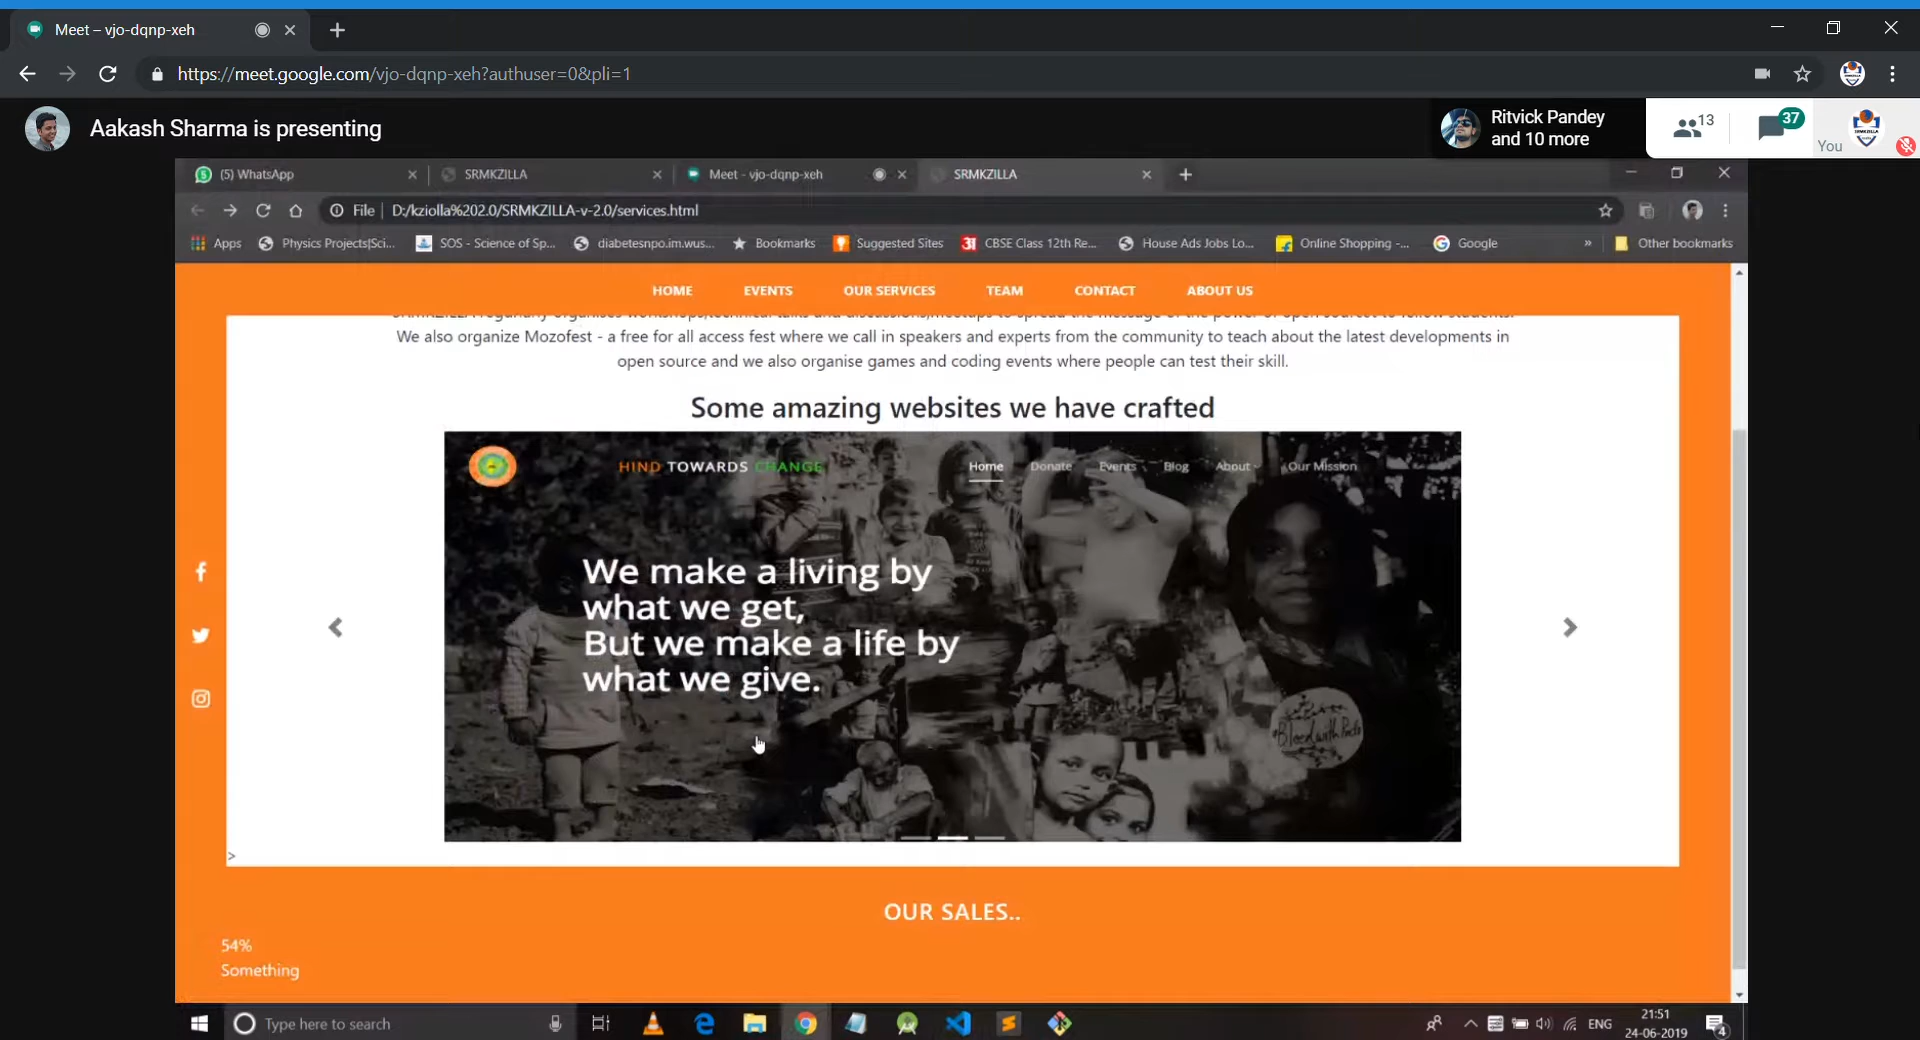 Meet – vjo-dqnp-xeh
https://meet.google.com/vjo-dqnp-xeh?authuser=0&pli=1
Aakash Sharma is presenting
Ritvick Pandey
and 10 more
13
37
You
(5) WhatsApp
SRMKZILLA
Meet - vjo-dqnp-xeh
SRMKZILLA
File
D:/kziolla%202.0/SRMKZILLA-v-2.0/services.html
Apps
Physics Projects|Sci...
SOS - Science of Sp...
diabetesnpo.im.wus...
Bookmarks
Suggested Sites
31
CBSE Class 12th Re...
House Ads Jobs Lo...
Online Shopping -...
Google
»
Other bookmarks
HOME
EVENTS
OUR SERVICES
TEAM
CONTACT
ABOUT US
We also organize Mozofest - a free for all access fest where we call in speakers and experts from the community to teach about the latest developments in
open source and we also organise games and coding events where people can test their skill.
Some amazing websites we have crafted
HIND TOWARDS CHANGE
Home
Donate
Events
Blog
About
Our Mission
We make a living by
what we get,
But we make a life by
what we give.
>
OUR SALES..
54%
Something
Type here to search
ENG
21:51
24-06-2019
4